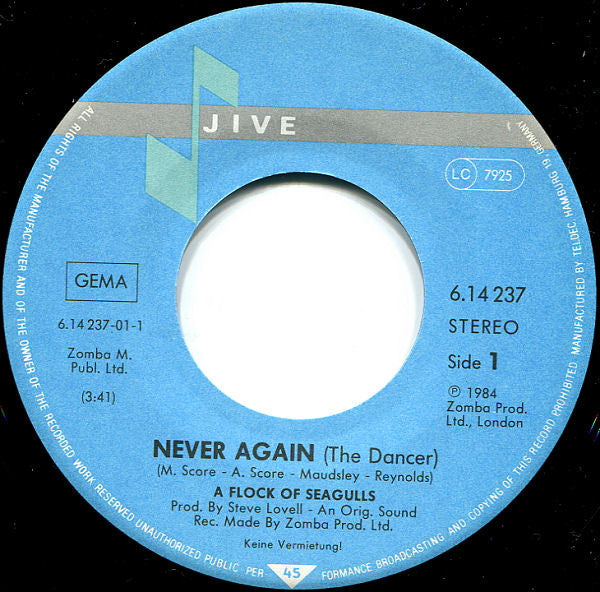 JIVE
LC 7925
GEMA
6.14 237-01-1
Zomba M.
Publ. Ltd.
(3:41)
6.14 237
STEREO
Side 1
℗ 1984
Zomba Prod.
Ltd., London
NEVER AGAIN (The Dancer)
(M. Score - A. Score - Maudsley - Reynolds)
A FLOCK OF SEAGULLS
Prod. By Steve Lovell - An Orig. Sound
Rec. Made By Zomba Prod. Ltd.
Keine Vermietung!
45
ALL RIGHTS OF THE MANUFACTURER AND OF THE OWNER OF THE RECORDED WORK RESERVED UNAUTHORIZED PUBLIC PERFORMANCE BROADCASTING AND COPYING OF THIS RECORD PROHIBITED MANUFACTURED BY TELDEC HAMBURG 19 (GERMANY)